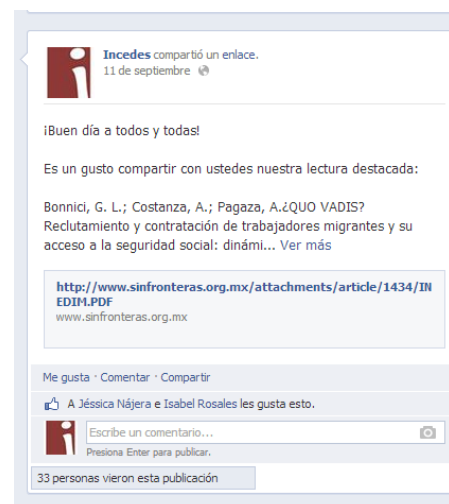 Incedes compartió un enlace.
11 de septiembre
¡Buen día a todos y todas!
Es un gusto compartir con ustedes nuestra lectura destacada:
Bonnici, G. L.; Costanza, A.; Pagaza, A.¿QUO VADIS?
Reclutamiento y contratación de trabajadores migrantes y su
acceso a la seguridad social: dinámi... Ver más
http://www.sinfronteras.org.mx/attachments/article/1434/IN
EDIM.PDF
www.sinfronteras.org.mx
Me gusta · Comentar · Compartir
A Jéssica Nájera e Isabel Rosales les gusta esto.
Escribe un comentario...
Presiona Enter para publicar.
33 personas vieron esta publicación